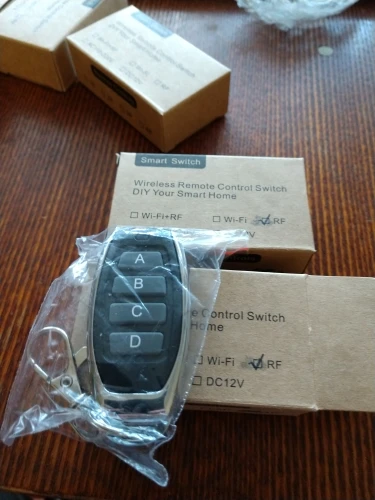 Smart Switch
Wireless Remote Control Switch
DIY Your Smart Home
Wi-Fi+RF
Wi-Fi
RF
A
B
C
D
Control Switch
Home
Wi-Fi
RF
DC12V